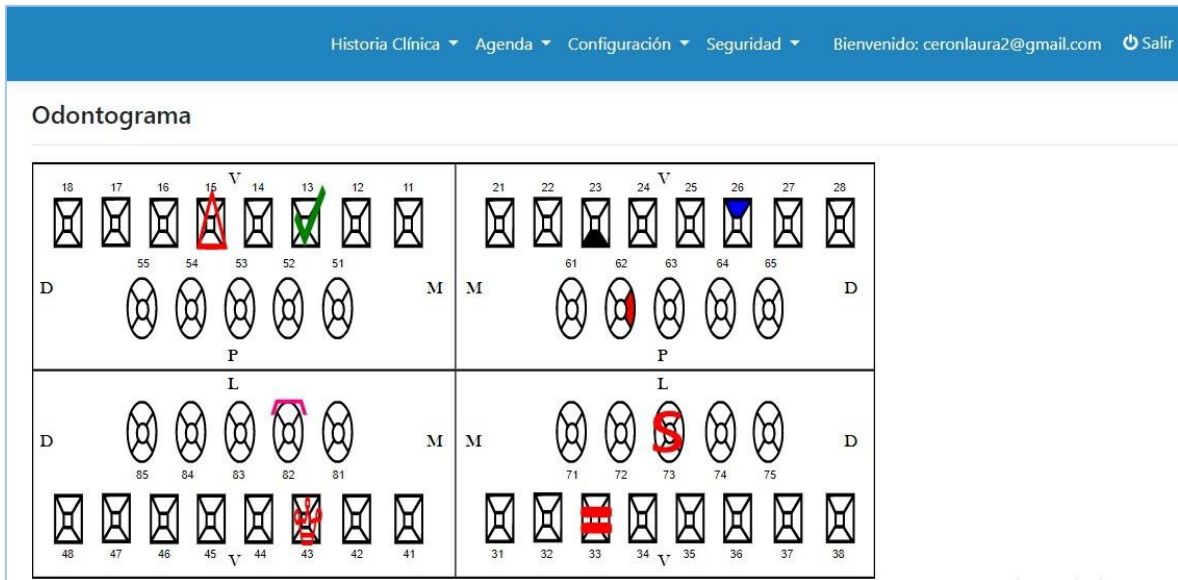 Historia Clínica Agenda Configuración Seguridad Bienvenido: ceronlaura2@gmail.com Salir
Odontograma
V V
18 17 16 15 14 13 12 11 21 22 23 24 25 26 27 28
55 54 53 52 51 61 62 63 64 65
D M M D
P P
L L
D M S M D
85 84 83 82 81 71 72 73 74 75
48 47 46 45 V 44 43 42 41 31 32 33 34 V 35 36 37 38